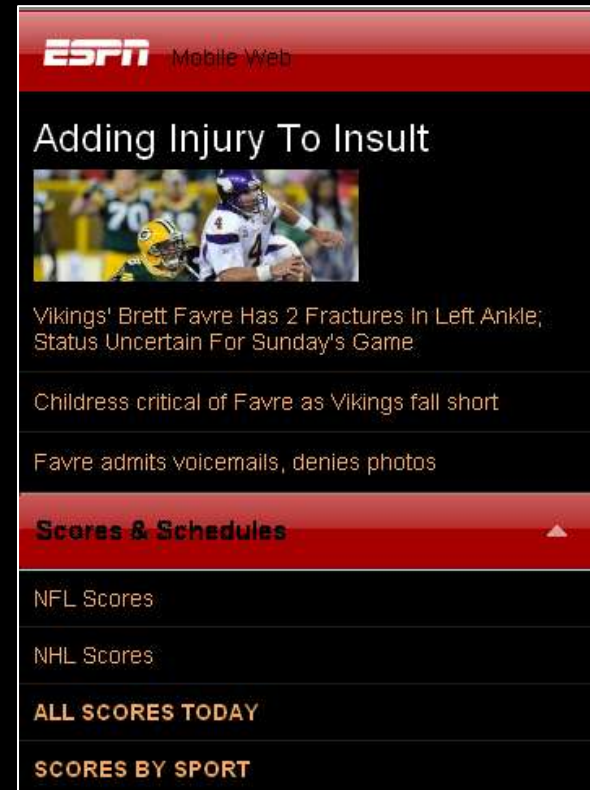 ESPN Mobile Web
Adding Injury To Insult
70
4
Vikings' Brett Favre Has 2 Fractures In Left Ankle;
Status Uncertain For Sunday's Game
Childress critical of Favre as Vikings fall short
Favre admits voicemails, denies photos
Scores & Schedules
NFL Scores
NHL Scores
ALL SCORES TODAY
SCORES BY SPORT